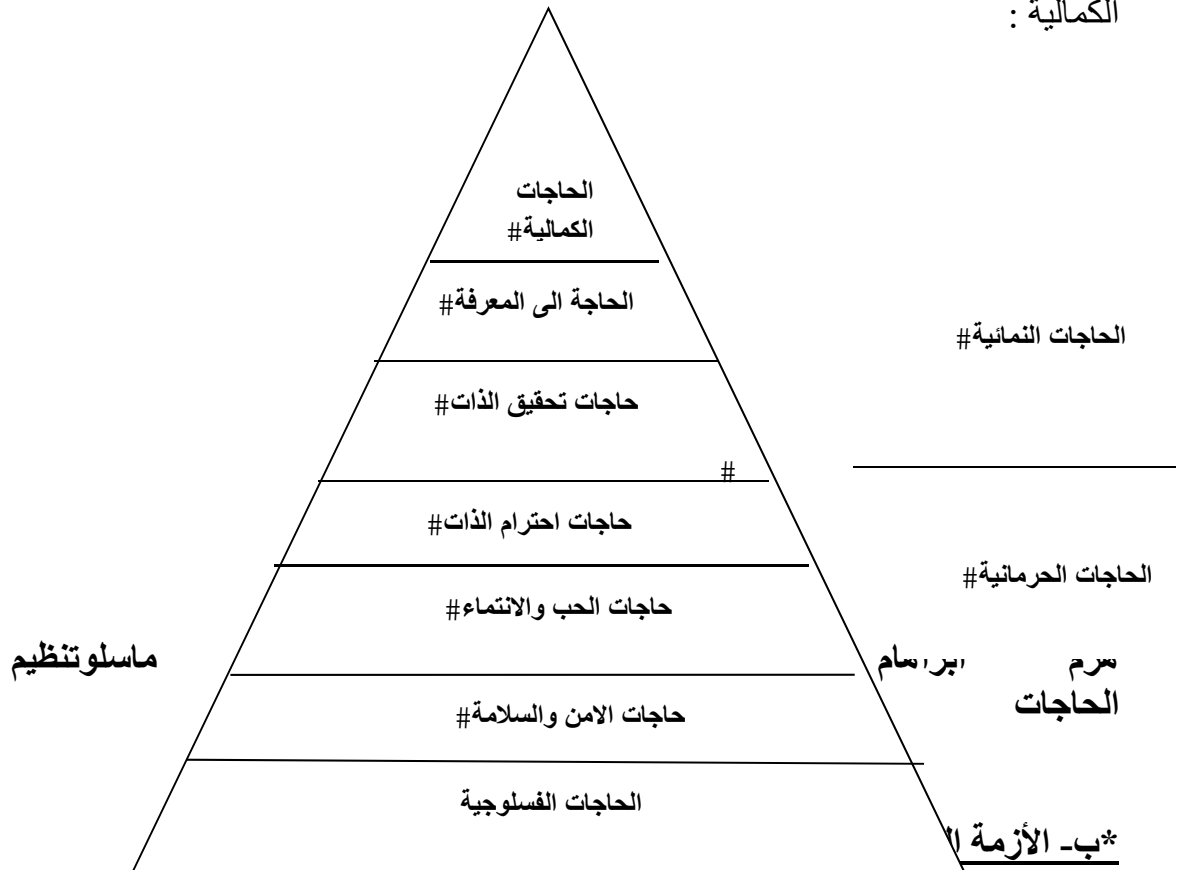 الكمالية :
الحاجات
الكمالية#
الحاجة الى المعرفة#
الحاجات النمائية#
حاجات تحقيق الذات#
#
حاجات احترام الذات#
الحاجات الحرمانية#
حاجات الحب والانتماء#
ماسلوتنظيم
الحاجات
حاجات الامن والسلامة#
الحاجات الفسلوجية
*ب- الأزمة